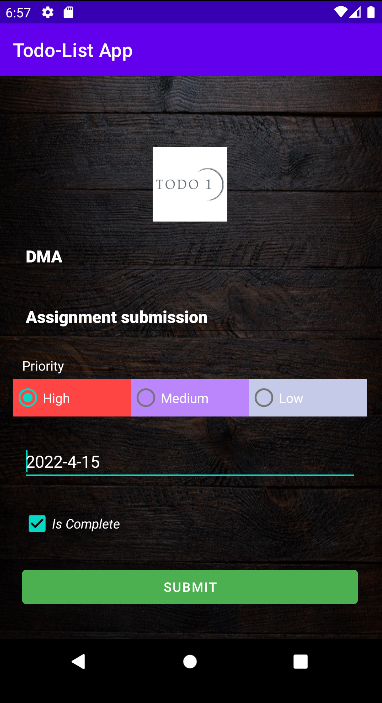 6:57
Todo-List App
TODO 1
DMA
Assignment submission
Priority
High Medium Low
2022-4-15
Is Complete
SUBMIT